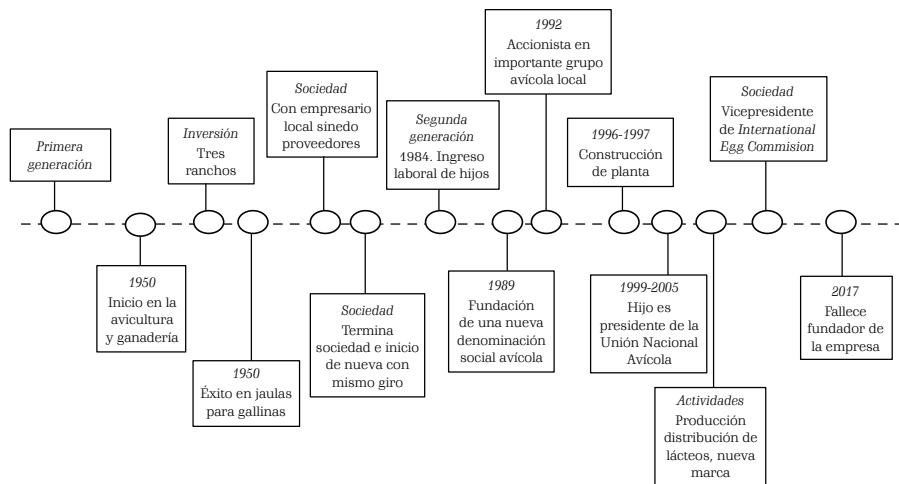 Primera
generación
1950
Inicio en la
avicultura
y ganadería
Inversión
Tres
ranchos
1950
Éxito en jaulas
para gallinas
Sociedad
Con empresario
local sinedo
proveedores
Sociedad
Termina
sociedad e inicio
de nueva con
mismo giro
Segunda
generación
1984. Ingreso
laboral de hijos
1989
Fundación
de una nueva
denominación
social avícola
1992
Accionista en
importante grupo
avícola local
1996-1997
Construcción
de planta
1999-2005
Hijo es
presidente de la
Unión Nacional
Avícola
Actividades
Producción
distribución de
lácteos, nueva
marca
Sociedad
Vicepresidente
de International
Egg Commision
2017
Fallece
fundador de
la empresa